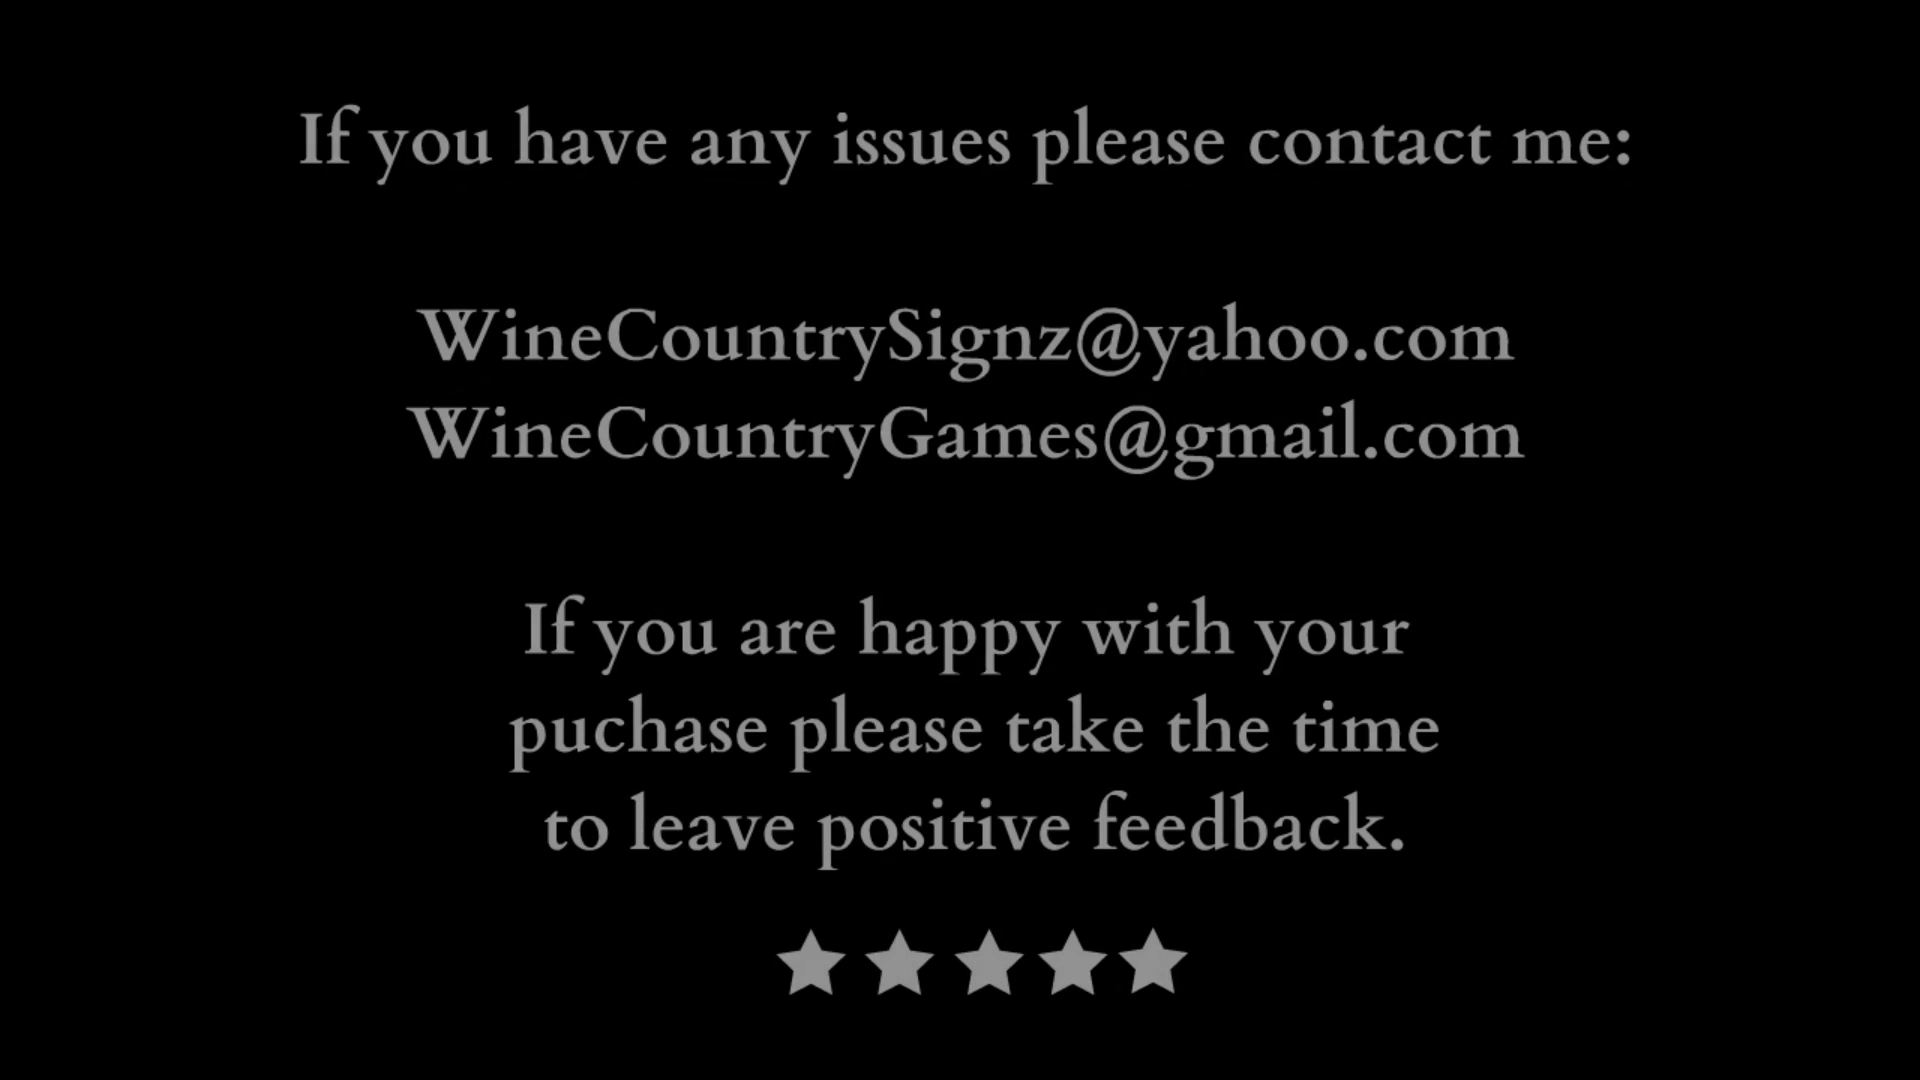 If you have any issues please contact me:
WineCountrySignz@yahoo.com
WineCountryGames@gmail.com
If you are happy with your
puchase please take the time
to leave positive feedback.